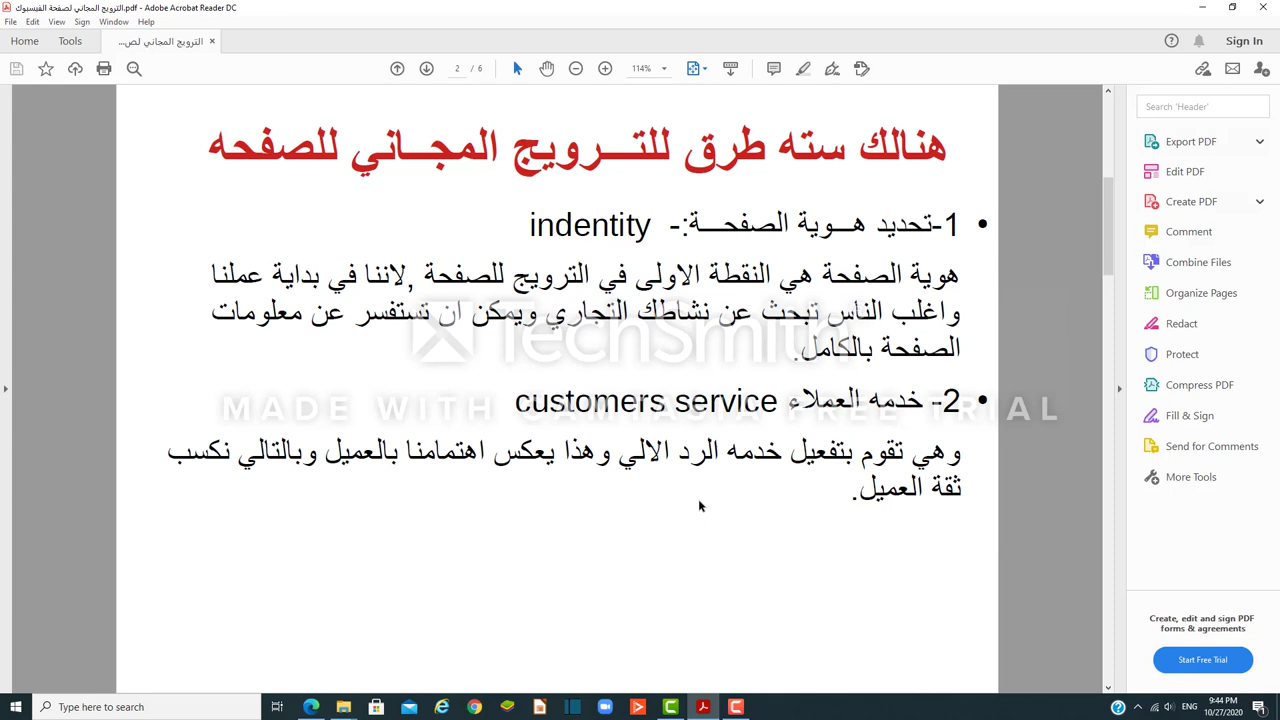 الترويج المجاني لصفحة الفيسبوك.pdf - Adobe Acrobat Reader DC
File Edit View Sign Window Help
Home Tools الترويج المجاني لص... × Sign In
2 / 6 114%
Search 'Header'
Export PDF
Edit PDF
Create PDF
Comment
Combine Files
Organize Pages
Redact
Protect
Compress PDF
Fill & Sign
Send for Comments
More Tools
Create, edit and sign PDF
forms & agreements
Start Free Trial
هنالك سته طرق للتـــرويج المجــاني للصفحه
• 1-تحديد هـــوية الصفحـــة:- indentity
هوية الصفحة هي النقطة الاولى في الترويج للصفحة ,لاننا في بداية عملنا
واغلب الناس تبحث عن نشاطك التجاري ويمكن ان تستفسر عن معلومات
الصفحة بالكامل.
• 2- خدمه العملاء customers service
وهي تقوم بتفعيل خدمه الرد الالي وهذا يعكس اهتمامنا بالعميل وبالتالي نكسب
ثقة العميل.
TechSmith
MADE WITH CAMTASIA FREE TRIAL
Type here to search
ENG
9:44 PM
10/27/2020